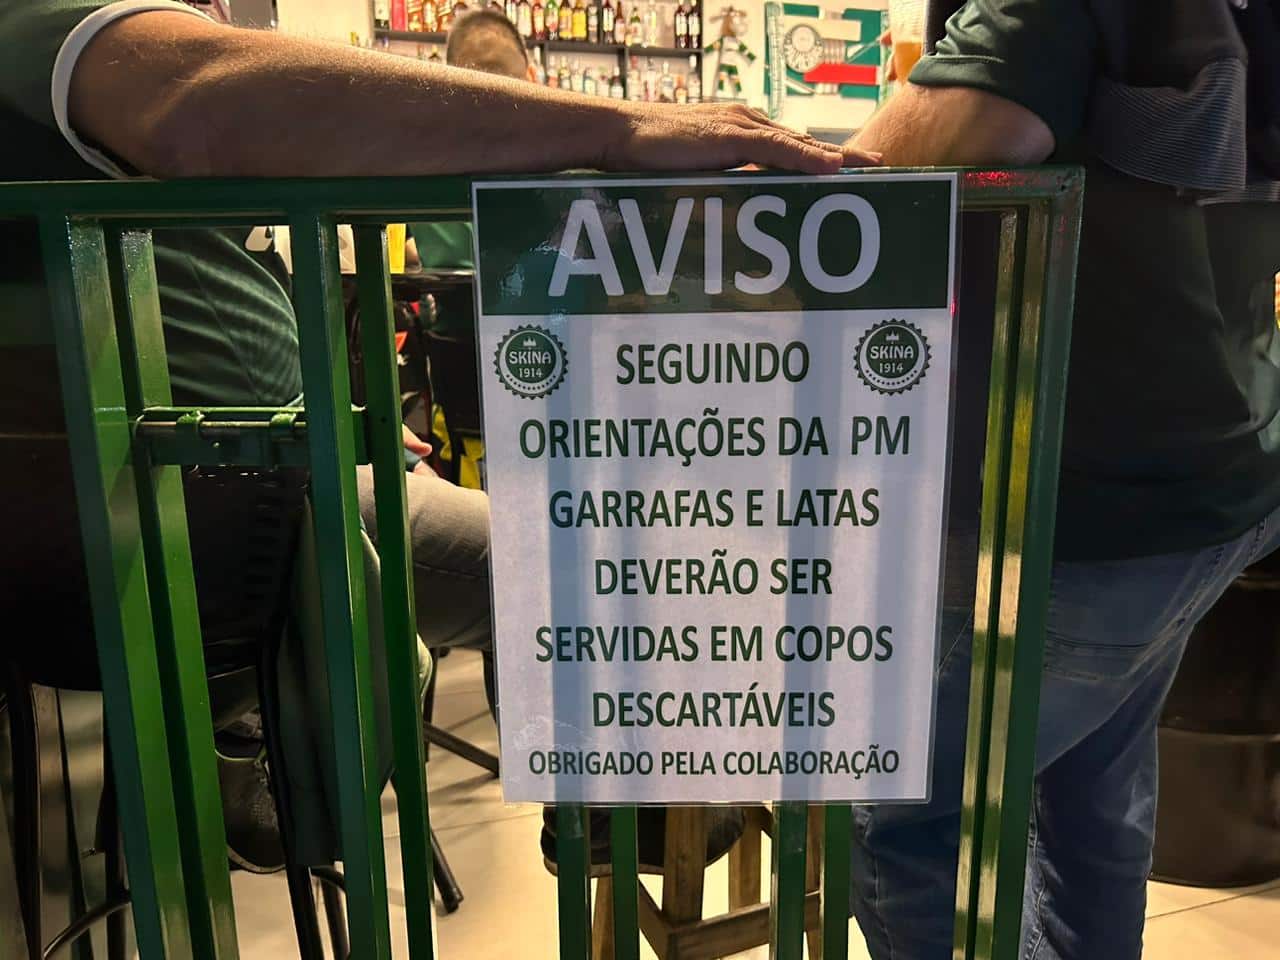 AVISO
SKINA
1914
SKINA
1914
SEGUINDO
ORIENTAÇÕES DA PM
GARRAFAS E LATAS
DEVERÃO SER
SERVIDAS EM COPOS
DESCARTÁVEIS
OBRIGADO PELA COLABORAÇÃO